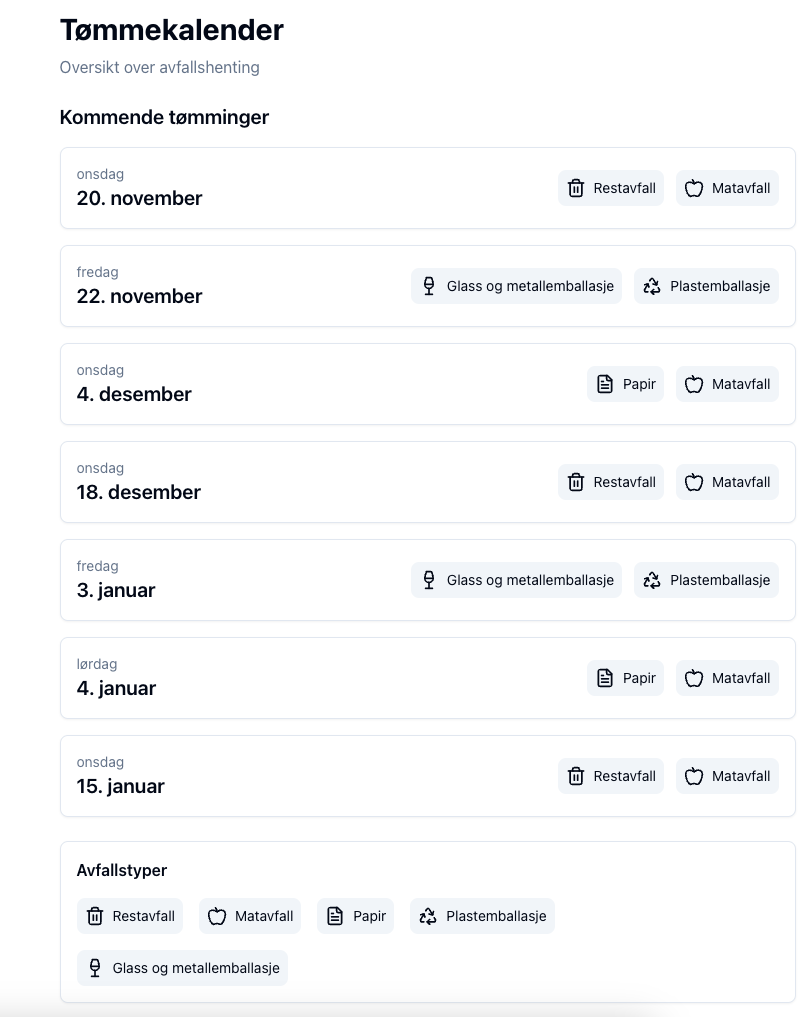 Tømmekalender
Oversikt over avfallshenting
Kommende tømminger
onsdag
20. november
Restavfall
Matavfall
fredag
22. november
Glass og metallemballasje
Plastemballasje
onsdag
4. desember
Papir
Matavfall
onsdag
18. desember
Restavfall
Matavfall
fredag
3. januar
Glass og metallemballasje
Plastemballasje
lørdag
4. januar
Papir
Matavfall
onsdag
15. januar
Restavfall
Matavfall
Avfallstyper
Restavfall
Matavfall
Papir
Plastemballasje
Glass og metallemballasje